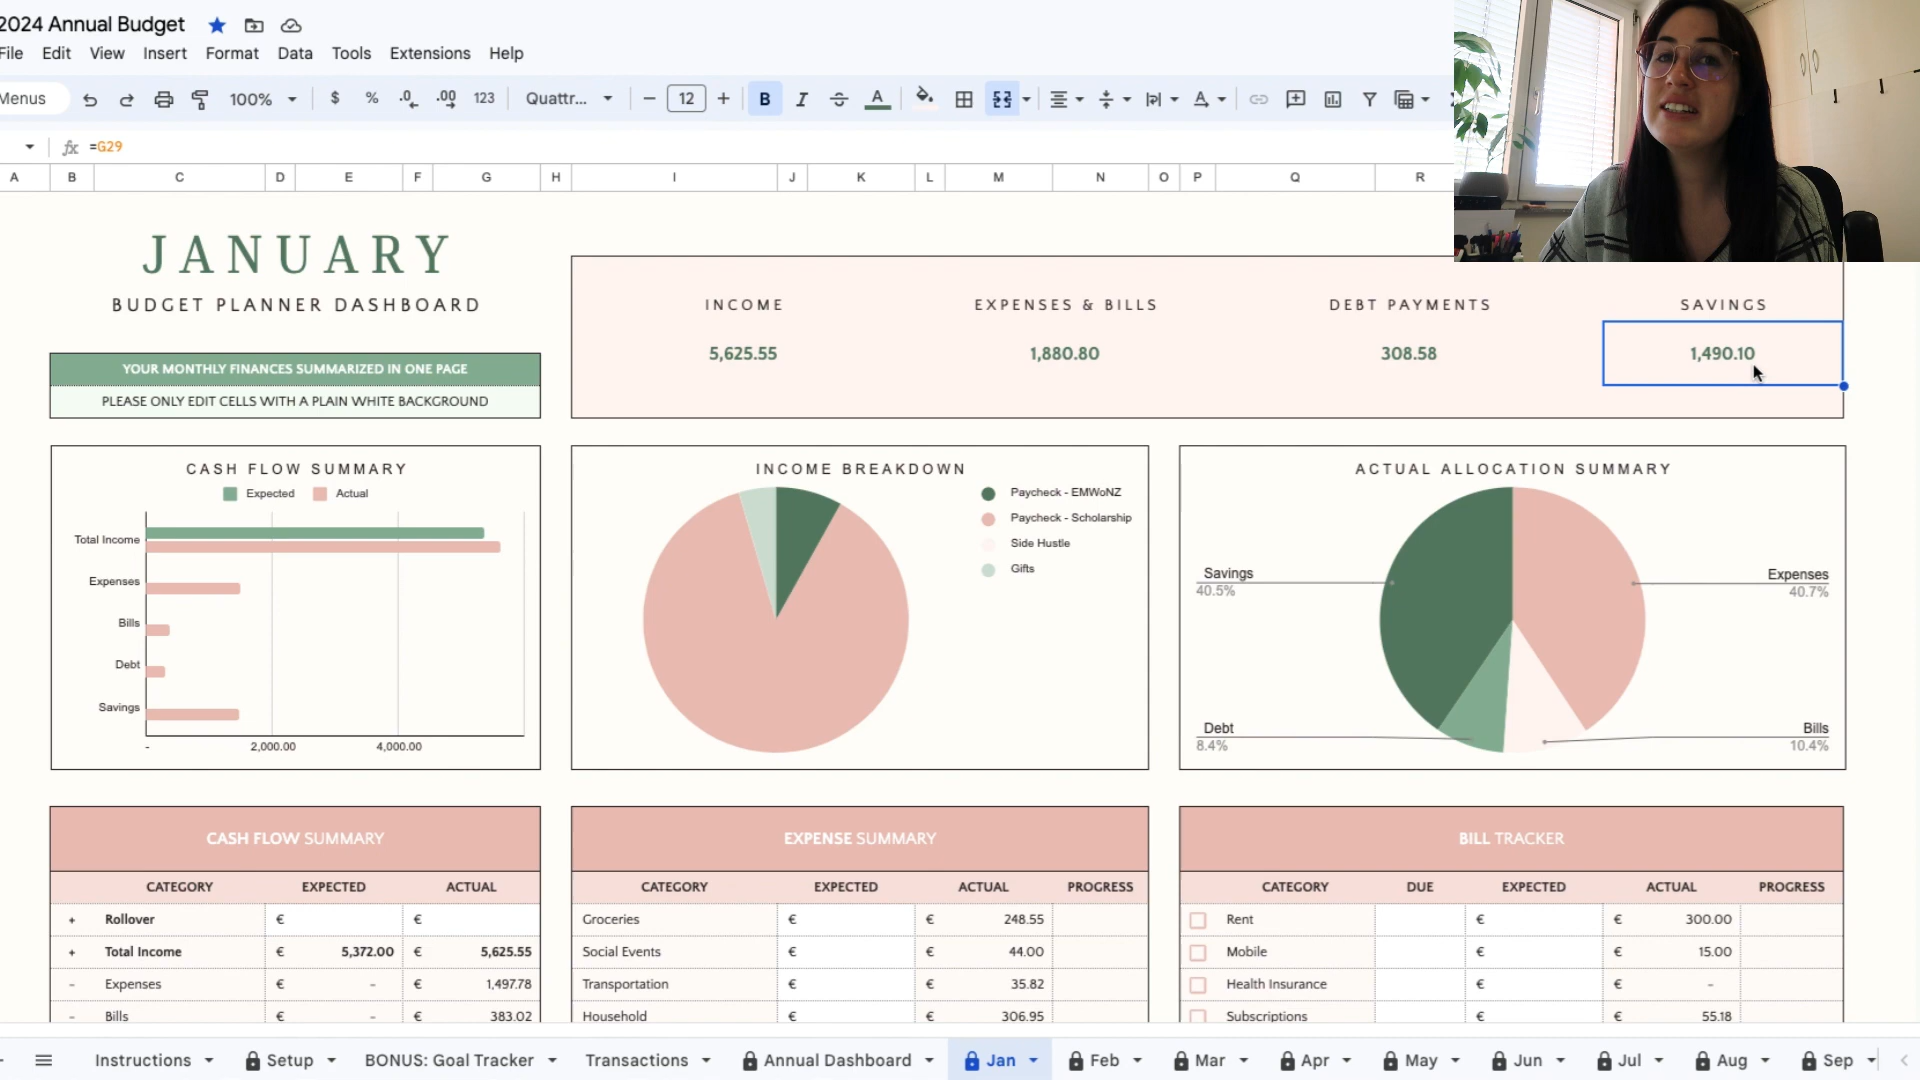 2024 Annual Budget
File Edit View Insert Format Data Tools Extensions Help
Menus 100% $ % .0 .00 123 Quattr... 12 B I A
fx =G29
A B C D E F G H I J K L M N O P Q R
JANUARY
BUDGET PLANNER DASHBOARD
YOUR MONTHLY FINANCES SUMMARIZED IN ONE PAGE
PLEASE ONLY EDIT CELLS WITH A PLAIN WHITE BACKGROUND
INCOME EXPENSES & BILLS DEBT PAYMENTS SAVINGS
5,625.55 1,880.80 308.58 1,490.10
CASH FLOW SUMMARY
Expected Actual
Total Income
Expenses
Bills
Debt
Savings
- 2,000.00 4,000.00
INCOME BREAKDOWN
Paycheck - EMWoNZ
Paycheck - Scholarship
Side Hustle
Gifts
ACTUAL ALLOCATION SUMMARY
Savings
40.5%
Expenses
40.7%
Debt
8.4%
Bills
10.4%
CASH FLOW SUMMARY
CATEGORY EXPECTED ACTUAL
+ Rollover € €
+ Total Income € 5,372.00 € 5,625.55
- Expenses € - € 1,497.78
- Bills € - € 383.02
EXPENSE SUMMARY
CATEGORY EXPECTED ACTUAL PROGRESS
Groceries € € 248.55
Social Events € € 44.00
Transportation € € 35.82
Household € € 306.95
BILL TRACKER
CATEGORY DUE EXPECTED ACTUAL PROGRESS
Rent € € 300.00
Mobile € € 15.00
Health Insurance € € -
Subscriptions € € 55.18
Instructions Setup BONUS: Goal Tracker Transactions Annual Dashboard Jan Feb Mar Apr May Jun Jul Aug Sep